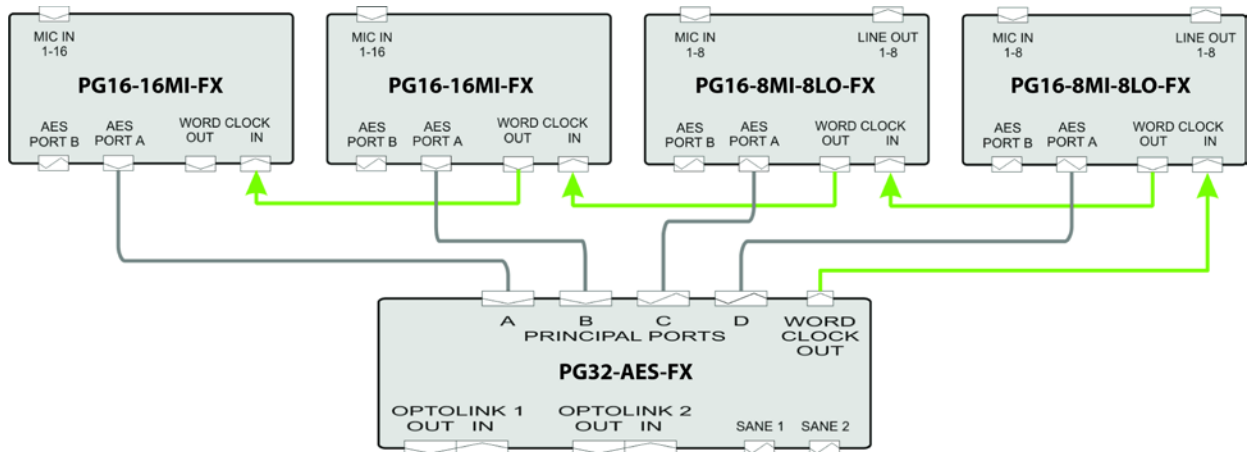 MIC IN
1-16
PG16-16MI-FX
AES
PORT B
AES
PORT A
WORD CLOCK
OUT IN
MIC IN
1-16
PG16-16MI-FX
AES
PORT B
AES
PORT A
WORD CLOCK
OUT IN
MIC IN
1-8
LINE OUT
1-8
PG16-8MI-8LO-FX
AES
PORT B
AES
PORT A
WORD CLOCK
OUT IN
MIC IN
1-8
LINE OUT
1-8
PG16-8MI-8LO-FX
AES
PORT B
AES
PORT A
WORD CLOCK
OUT IN
A B C D
PRINCIPAL PORTS
WORD
CLOCK
OUT
PG32-AES-FX
OPTOLINK 1
OUT IN
OPTOLINK 2
OUT IN
SANE 1 SANE 2